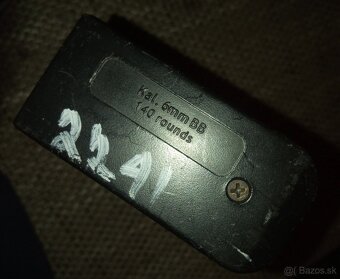 Kal. 6mm BB
140 rounds
2241
© Bazos.sk